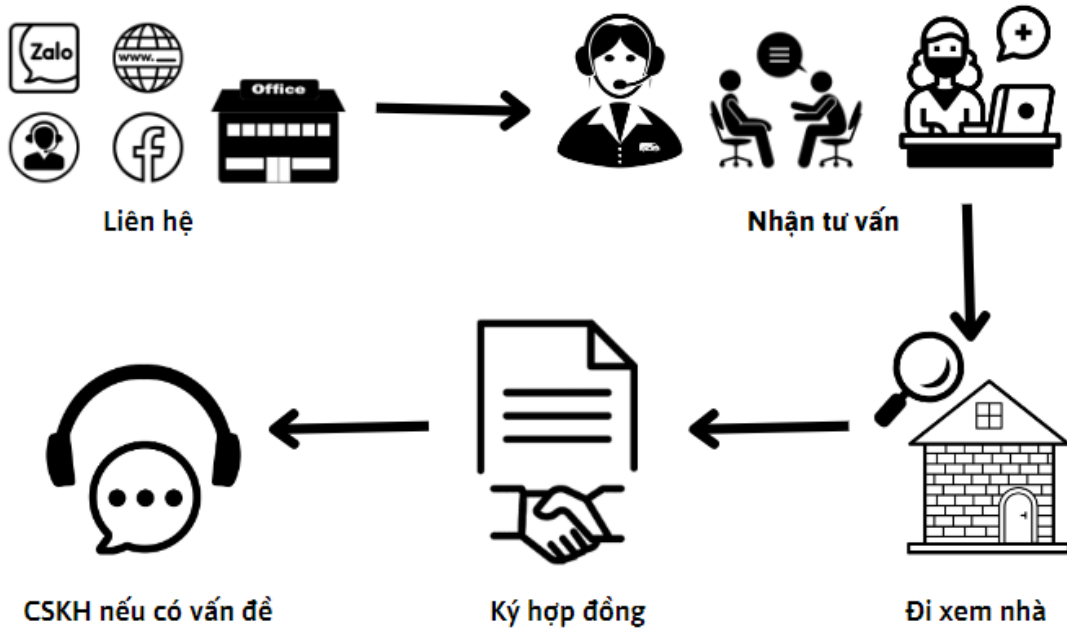 Zalo
www.
Office
Liên hệ
Nhận tư vấn
CSKH nếu có vấn đề
Ký hợp đồng
Đi xem nhà